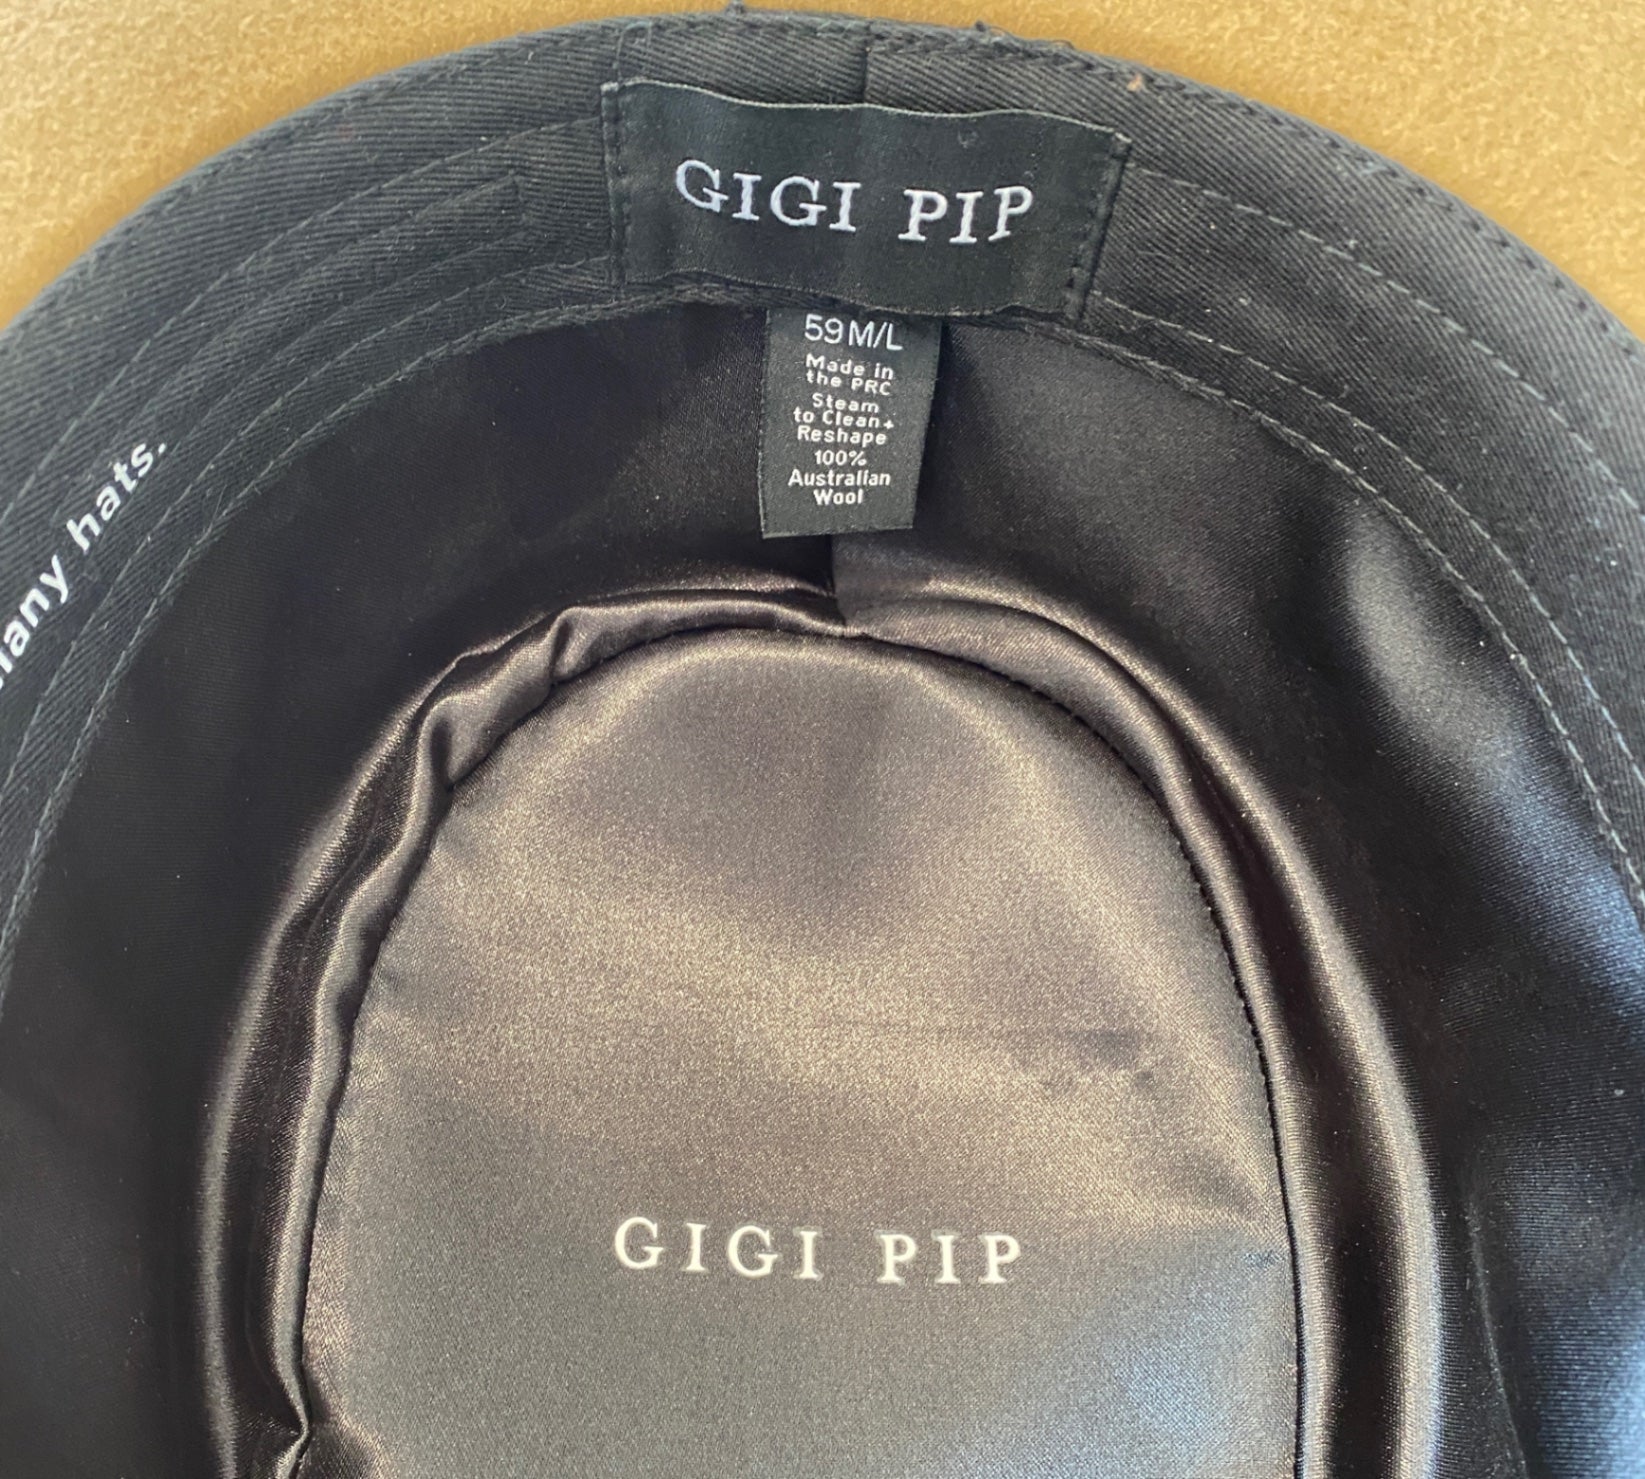 GIGI PIP
59 M/L
Made in
the PRC
Steam
to Clean+
Reshape
100%
Australian
Wool
hats.
GIGI PIP